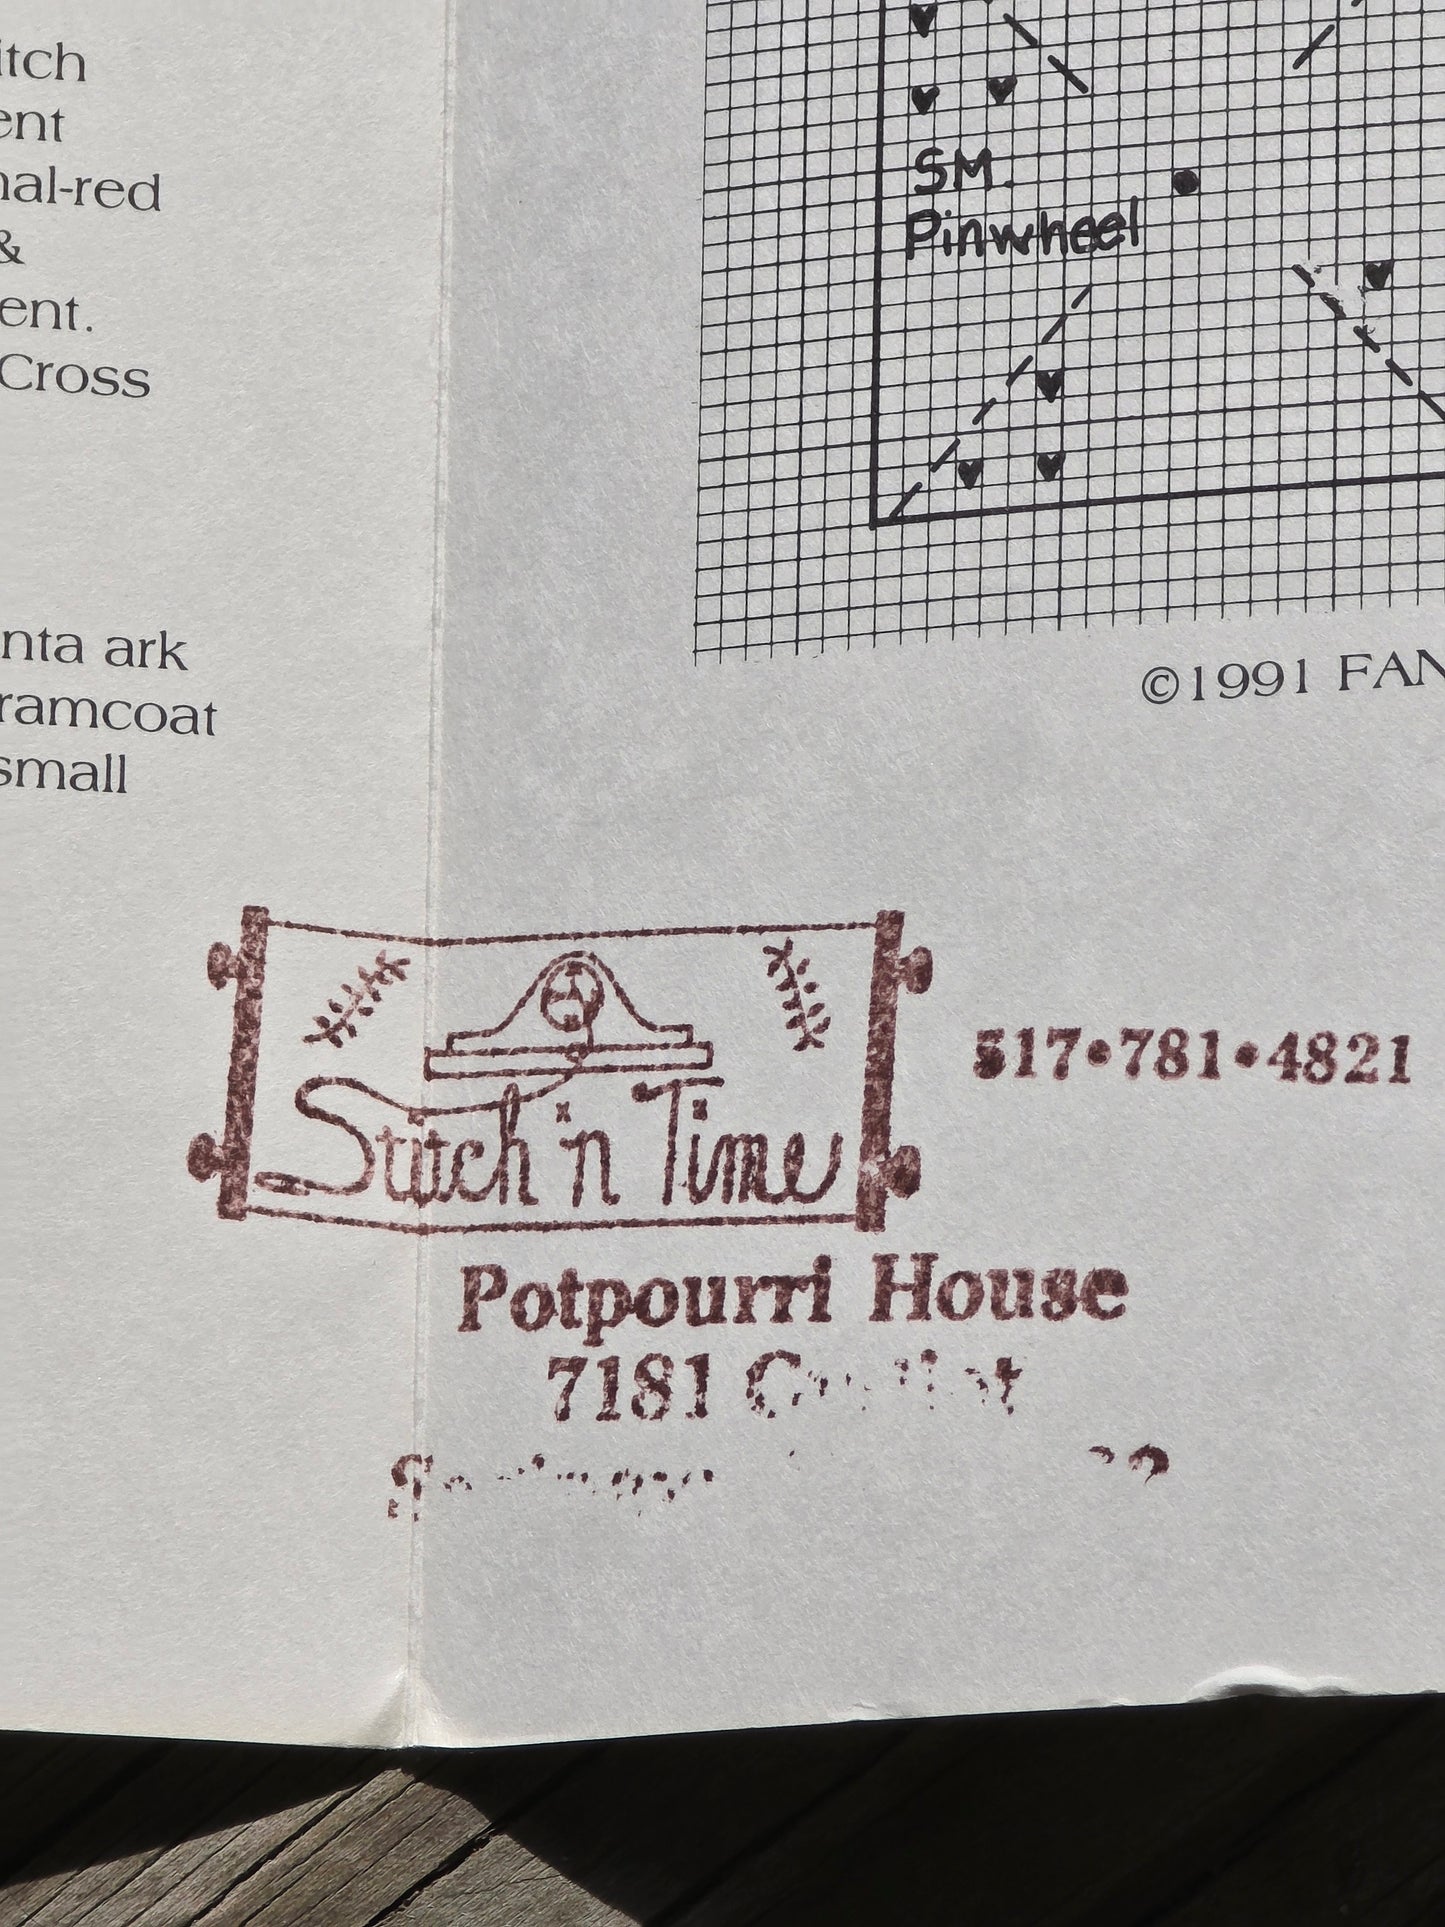 itch
ent
nal-red
&
ent.
Cross
nta ark
ramcoat
small
SM.
Pinwheel
©1991 FAN
Stitch 'n Time
517•781•4821
Potpourri House
7181